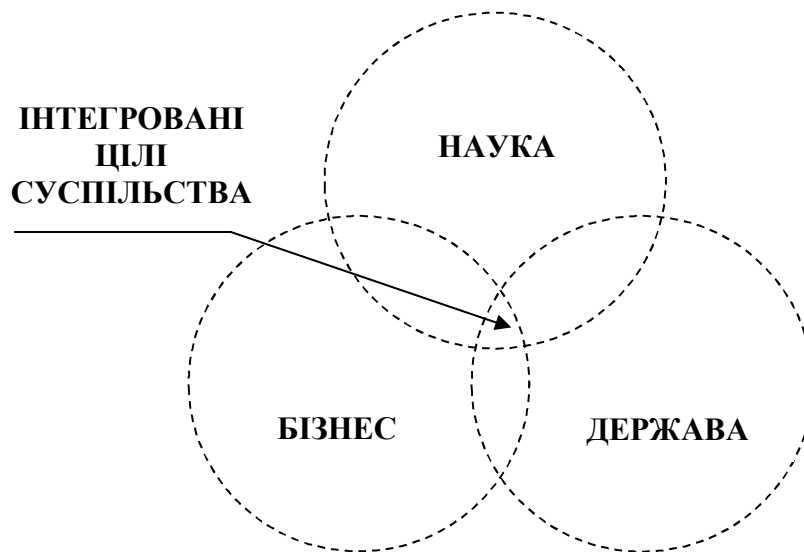 ІНТЕГРОВАНІ
ЦІЛІ
СУСПІЛЬСТВА
НАУКА
БІЗНЕС
ДЕРЖАВА